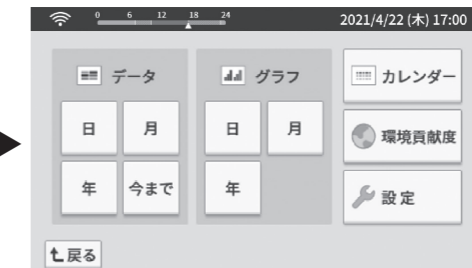 0 6 12 18 24 2021/4/22 (木) 17:00
データ グラフ カレンダー
日 月 日 月 環境貢献度
年 今まで 年 設定
戻る